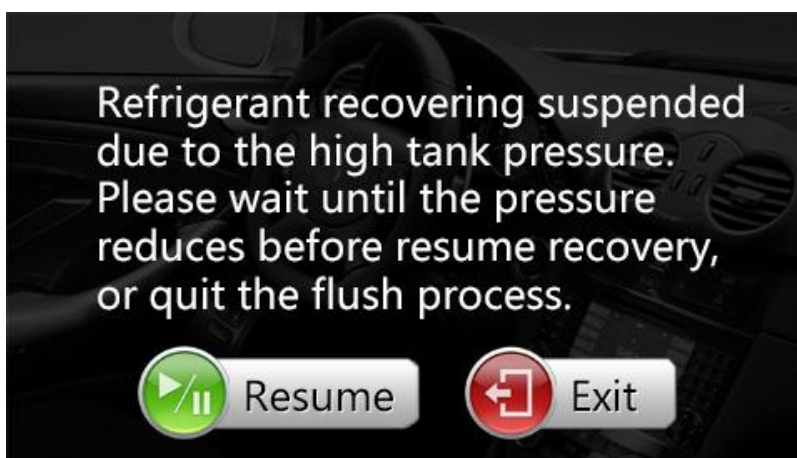 Refrigerant recovering suspended
due to the high tank pressure.
Please wait until the pressure
reduces before resume recovery,
or quit the flush process.
Resume
Exit